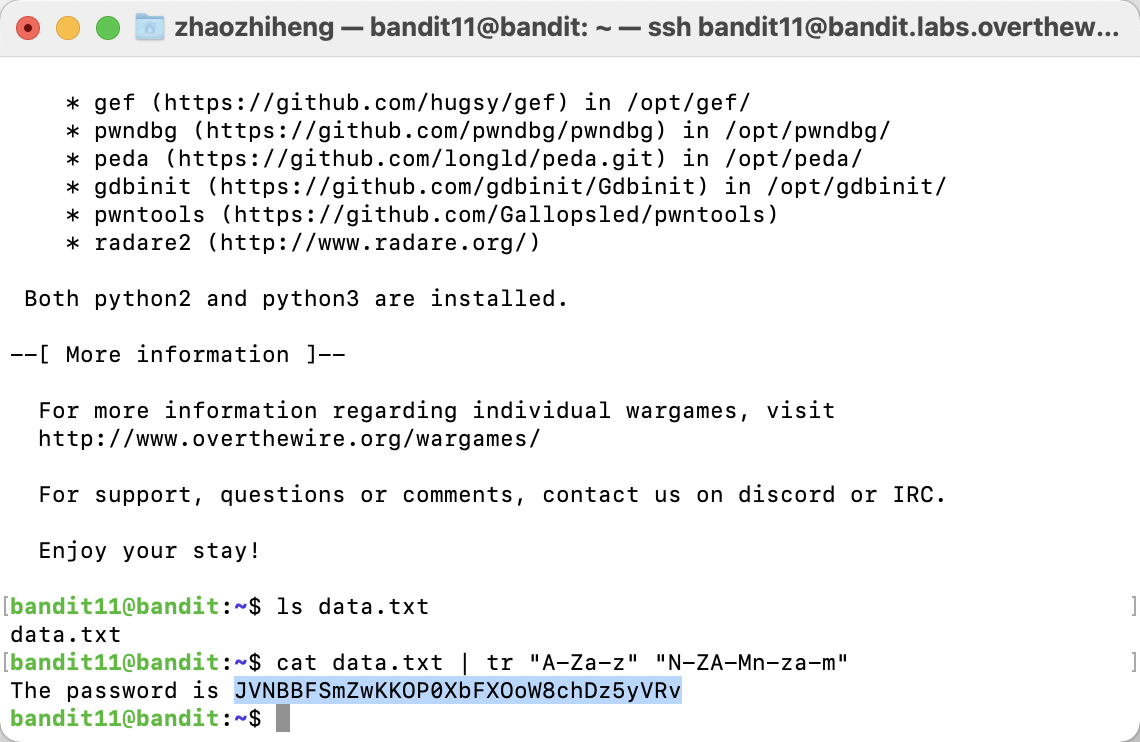 zhaozhiheng — bandit11@bandit: ~ — ssh bandit11@bandit.labs.overthew...
* gef (https://github.com/hugsy/gef) in /opt/gef/
* pwndbg (https://github.com/pwndbg/pwndbg) in /opt/pwndbg/
* peda (https://github.com/longld/peda.git) in /opt/peda/
* gdbinit (https://github.com/gdbinit/Gdbinit) in /opt/gdbinit/
* pwntools (https://github.com/Gallopsled/pwntools)
* radare2 (http://www.radare.org/)
Both python2 and python3 are installed.
--[ More information ]--
For more information regarding individual wargames, visit
http://www.overthewire.org/wargames/
For support, questions or comments, contact us on discord or IRC.
Enjoy your stay!
[bandit11@bandit:~$ ls data.txt ]
data.txt
[bandit11@bandit:~$ cat data.txt | tr "A-Za-z" "N-ZA-Mn-za-m" ]
The password is JVNBBFSmZwKKOP0XbFXOoW8chDz5yVRv
bandit11@bandit:~$